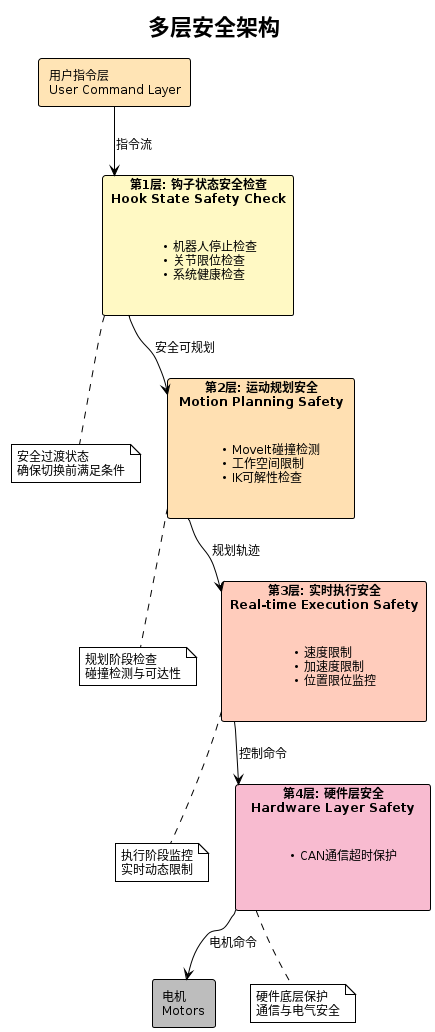 多层安全架构
用户指令层
User Command Layer
指令流
第1层: 钩子状态安全检查
Hook State Safety Check
• 机器人停止检查
• 关节限位检查
• 系统健康检查
安全可规划
第2层: 运动规划安全
Motion Planning Safety
• MoveIt碰撞检测
• 工作空间限制
• IK可解性检查
安全过渡状态
确保切换前满足条件
规划轨迹
第3层: 实时执行安全
Real-time Execution Safety
• 速度限制
• 加速度限制
• 位置限位监控
规划阶段检查
碰撞检测与可达性
控制命令
第4层: 硬件层安全
Hardware Layer Safety
• CAN通信超时保护
执行阶段监控
实时动态限制
电机命令
电机
Motors
硬件底层保护
通信与电气安全